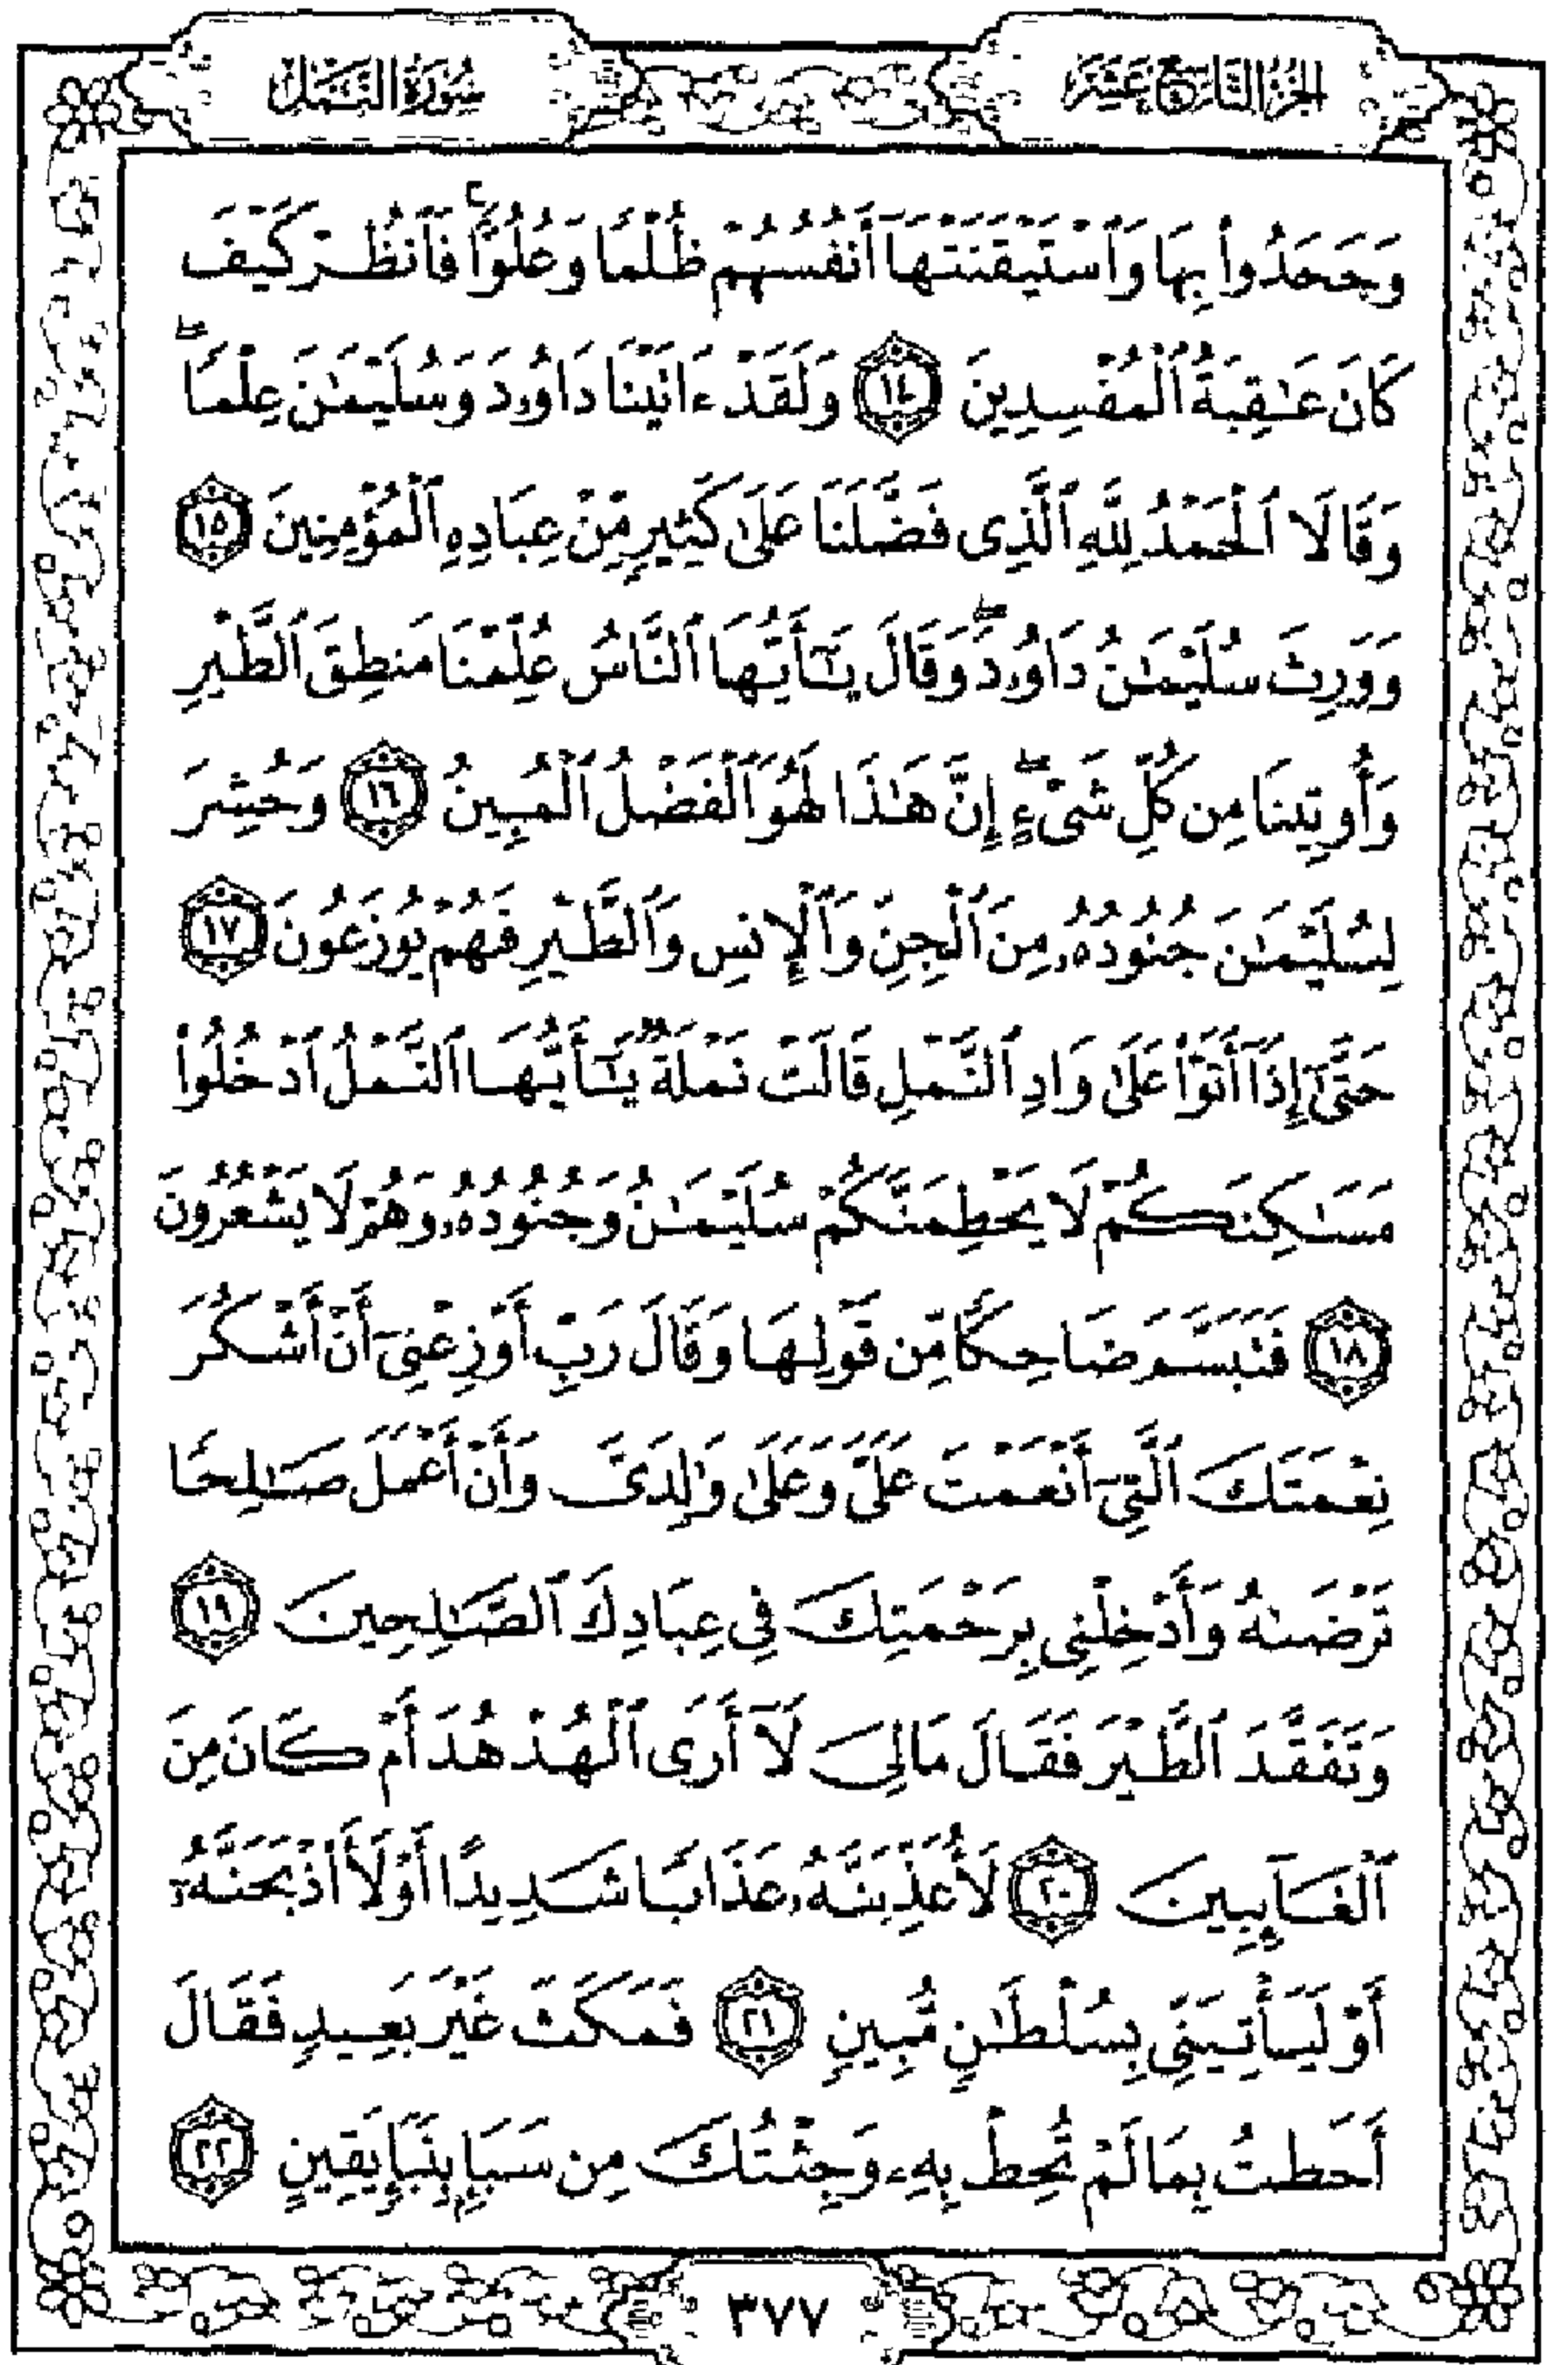 الجزء التاسع عشر
سورة النمل
وَجَحَدُوا۟ بِهَا وَٱسْتَيْقَنَتْهَآ أَنفُسُهُمْ ظُلْمًا وَعُلُوًّا ۚ فَٱنظُرْ كَيْفَ
كَانَ عَـٰقِبَةُ ٱلْمُفْسِدِينَ ﴿١٤﴾ وَلَقَدْ ءَاتَيْنَا دَاوُۥدَ وَسُلَيْمَـٰنَ عِلْمًا ۖ
وَقَالَا ٱلْحَمْدُ لِلَّهِ ٱلَّذِى فَضَّلَنَا عَلَىٰ كَثِيرٍ مِّنْ عِبَادِهِ ٱلْمُؤْمِنِينَ ﴿١٥﴾
وَوَرِثَ سُلَيْمَـٰنُ دَاوُۥدَ ۖ وَقَالَ يَـٰٓأَيُّهَا ٱلنَّاسُ عُلِّمْنَا مَنطِقَ ٱلطَّيْرِ
وَأُوتِينَا مِن كُلِّ شَىْءٍ ۖ إِنَّ هَـٰذَا لَهُوَ ٱلْفَضْلُ ٱلْمُبِينُ ﴿١٦﴾ وَحُشِرَ
لِسُلَيْمَـٰنَ جُنُودُهُۥ مِنَ ٱلْجِنِّ وَٱلْإِنسِ وَٱلطَّيْرِ فَهُمْ يُوزَعُونَ ﴿١٧﴾
حَتَّىٰٓ إِذَآ أَتَوْا۟ عَلَىٰ وَادِ ٱلنَّمْلِ قَالَتْ نَمْلَةٌ يَـٰٓأَيُّهَا ٱلنَّمْلُ ٱدْخُلُوا۟
مَسَـٰكِنَكُمْ لَا يَحْطِمَنَّكُمْ سُلَيْمَـٰنُ وَجُنُودُهُۥ وَهُمْ لَا يَشْعُرُونَ
﴿١٨﴾ فَتَبَسَّمَ ضَاحِكًا مِّن قَوْلِهَا وَقَالَ رَبِّ أَوْزِعْنِىٓ أَنْ أَشْكُرَ
نِعْمَتَكَ ٱلَّتِىٓ أَنْعَمْتَ عَلَىَّ وَعَلَىٰ وَٰلِدَىَّ وَأَنْ أَعْمَلَ صَـٰلِحًا
تَرْضَىٰهُ وَأَدْخِلْنِى بِرَحْمَتِكَ فِى عِبَادِكَ ٱلصَّـٰلِحِينَ ﴿١٩﴾
وَتَفَقَّدَ ٱلطَّيْرَ فَقَالَ مَا لِىَ لَآ أَرَى ٱلْهُدْهُدَ أَمْ كَانَ مِنَ
ٱلْغَآئِبِينَ ﴿٢٠﴾ لَأُعَذِّبَنَّهُۥ عَذَابًا شَدِيدًا أَوْ لَأَا۟ذْبَحَنَّهُۥٓ
أَوْ لَيَأْتِيَنِّى بِسُلْطَـٰنٍ مُّبِينٍ ﴿٢١﴾ فَمَكَثَ غَيْرَ بَعِيدٍ فَقَالَ
أَحَطتُ بِمَا لَمْ تُحِطْ بِهِۦ وَجِئْتُكَ مِن سَبَإٍۭ بِنَبَإٍ يَقِينٍ ﴿٢٢﴾
٣٧٧